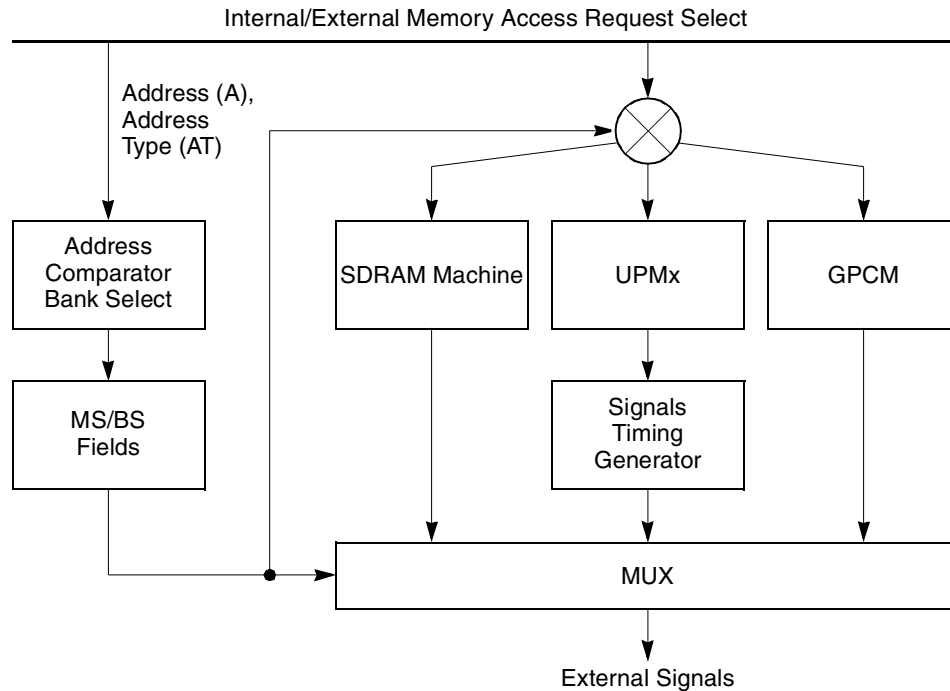 Internal/External Memory Access Request Select
Address (A),
Address
Type (AT)
Address
Comparator
Bank Select
SDRAM Machine
UPMx
GPCM
MS/BS
Fields
Signals
Timing
Generator
MUX
External Signals